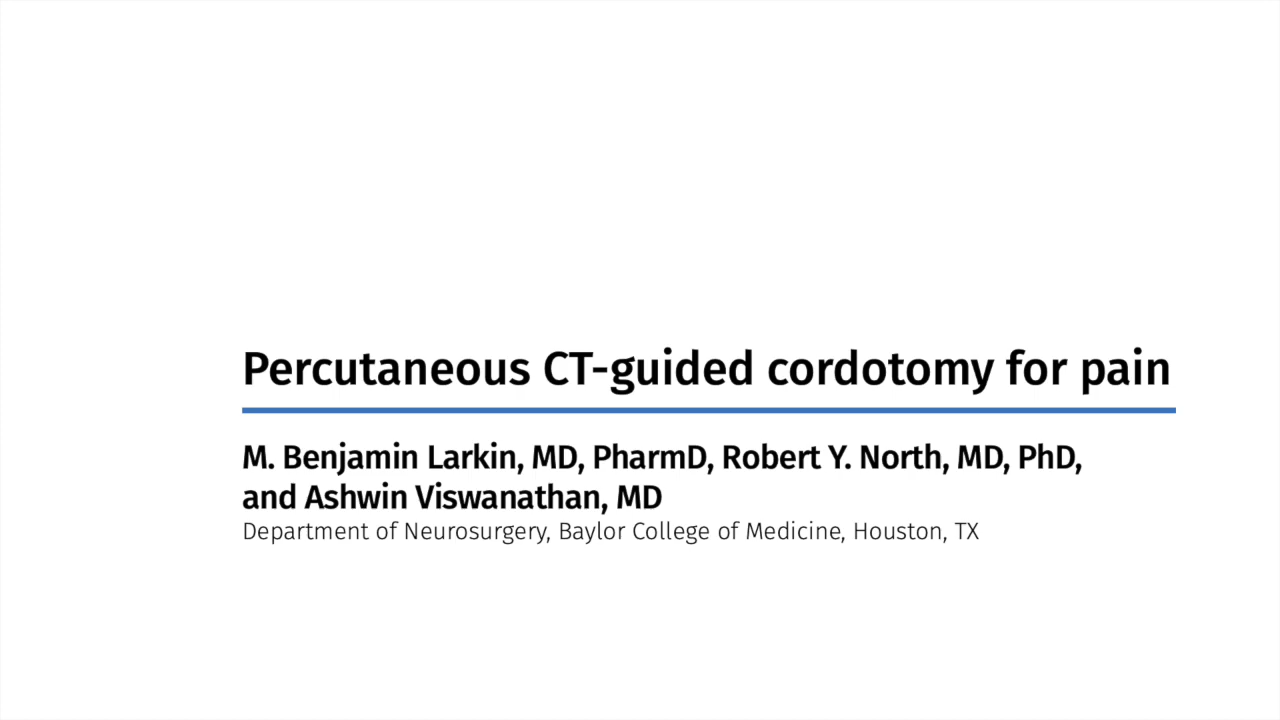 Percutaneous CT-guided cordotomy for pain
M. Benjamin Larkin, MD, PharmD, Robert Y. North, MD, PhD,
and Ashwin Viswanathan, MD
Department of Neurosurgery, Baylor College of Medicine, Houston, TX